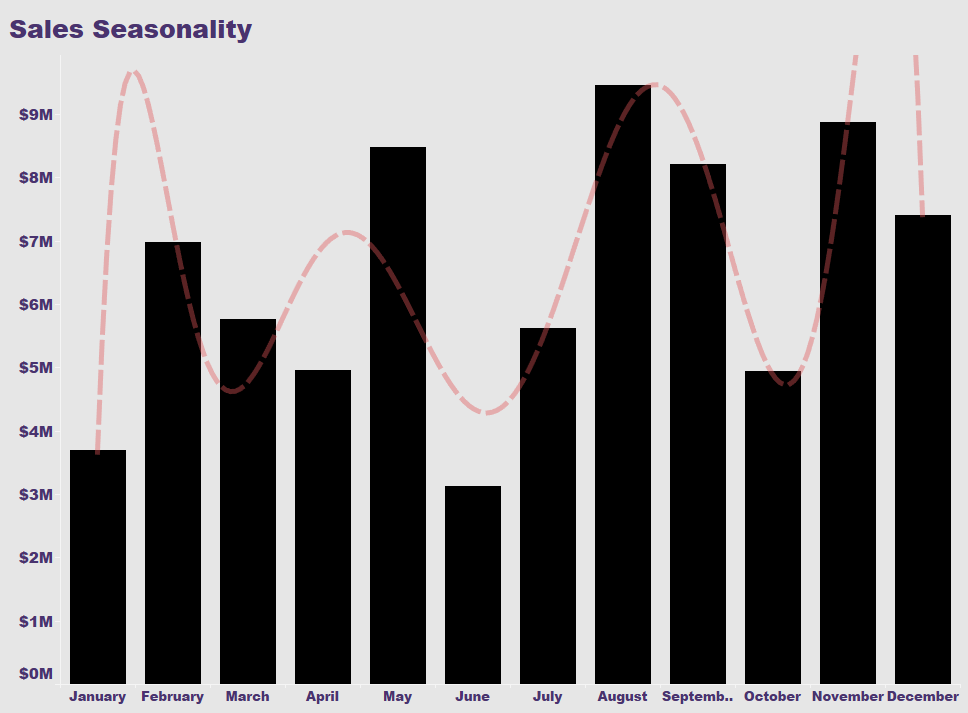 Sales Seasonality
$9M
$8M
$7M
$6M
$5M
$4M
$3M
$2M
$1M
$0M
January February March April May June July August Septemb.. October November December